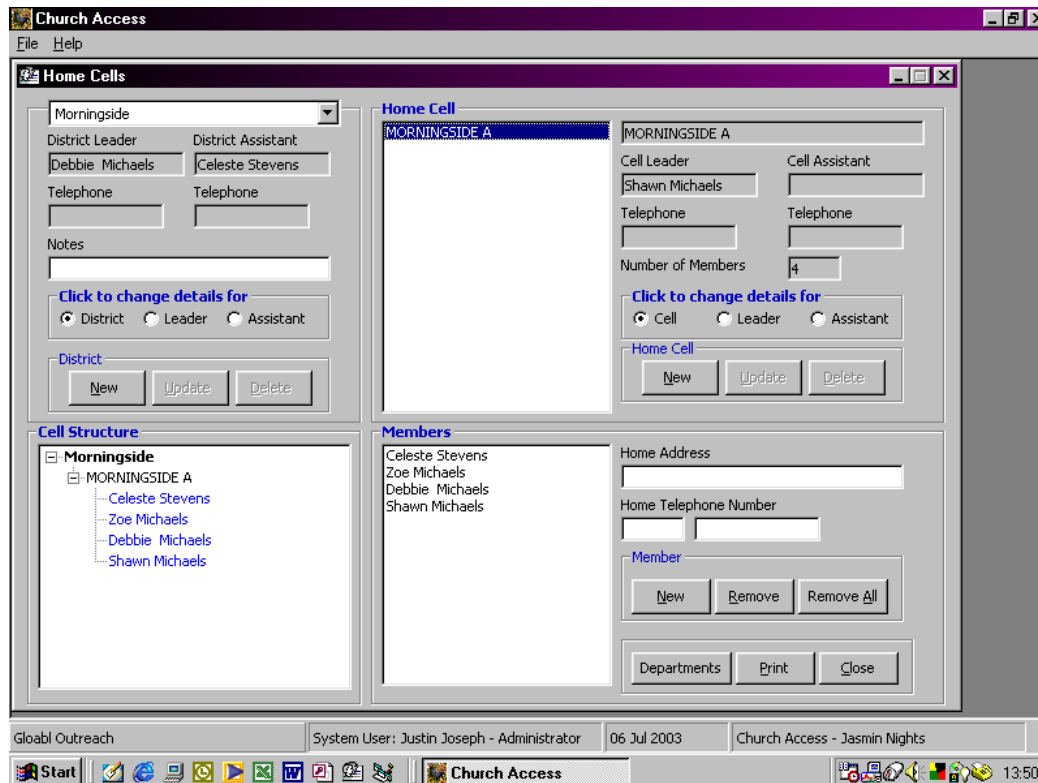 Church Access
File Help
Home Cells
Morningside
District Leader District Assistant
Debbie  Michaels Celeste Stevens
Telephone Telephone
Notes
Click to change details for
District Leader Assistant
District
New Update Delete
Home Cell
MORNINGSIDE A
MORNINGSIDE A
Cell Leader Cell Assistant
Shawn Michaels
Telephone Telephone
Number of Members 4
Click to change details for
Cell Leader Assistant
Home Cell
New Update Delete
Cell Structure
Morningside
MORNINGSIDE A
Celeste Stevens
Zoe Michaels
Debbie  Michaels
Shawn Michaels
Members
Celeste Stevens
Zoe Michaels
Debbie  Michaels
Shawn Michaels
Home Address
Home Telephone Number
Member
New Remove Remove All
Departments Print Close
Gloabl Outreach System User: Justin Joseph - Administrator 06 Jul 2003 Church Access - Jasmin Nights
Start Church Access 13:50